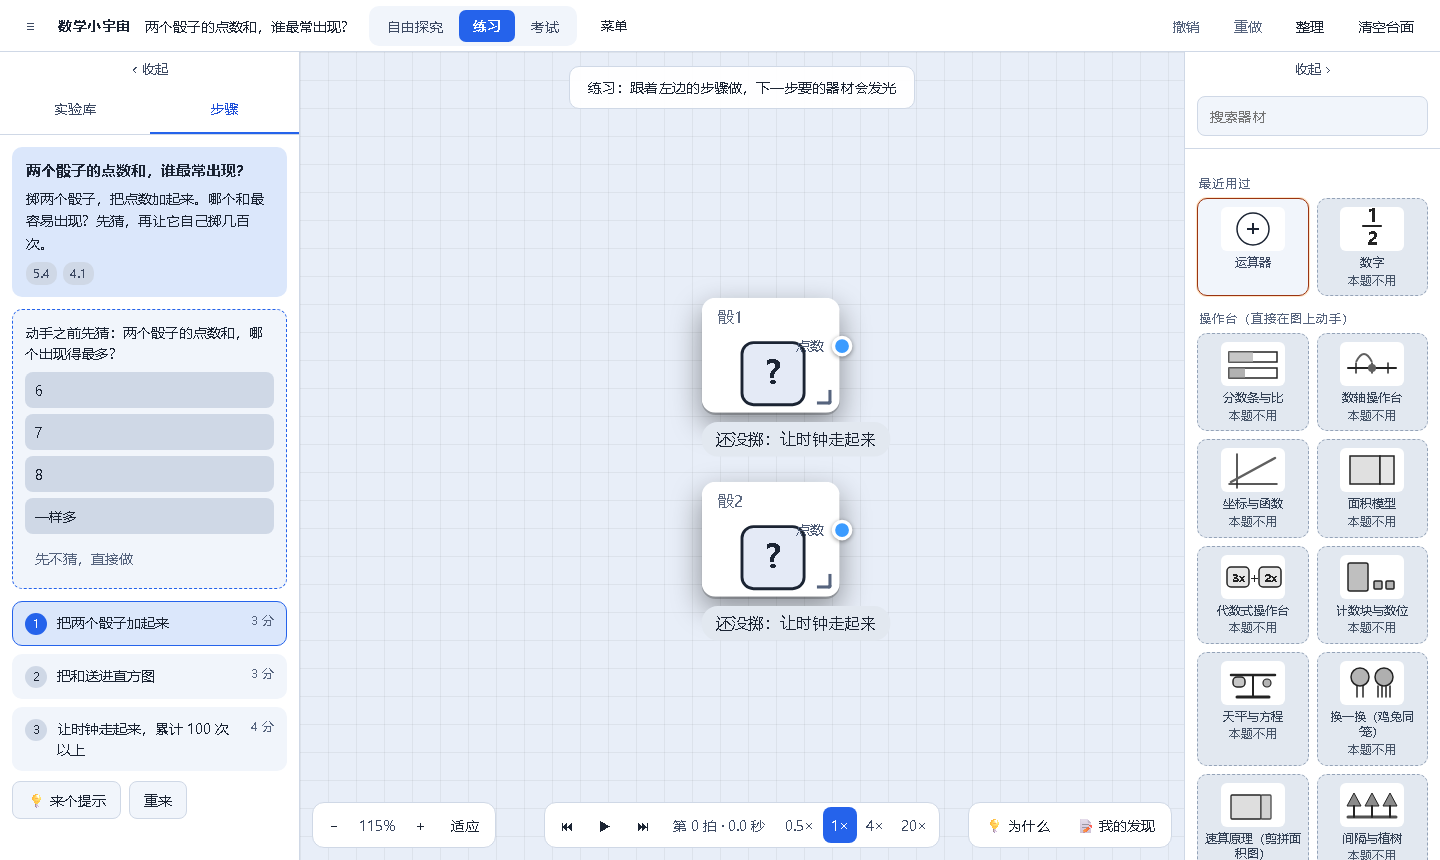 ≡ 数学小宇宙 两个骰子的点数和，谁最常出现？ 自由探究 练习 考试 菜单 撤销 重做 整理 清空台面
‹ 收起
实验库 步骤
两个骰子的点数和，谁最常出现？
掷两个骰子，把点数加起来。哪个和最
容易出现？先猜，再让它自己掷几百
次。
5.4 4.1
动手之前先猜：两个骰子的点数和，哪
个出现得最多？
6
7
8
一样多
先不猜，直接做
1 把两个骰子加起来 3 分
2 把和送进直方图 3 分
3 让时钟走起来，累计 100 次 4 分
以上
来个提示 重来
练习：跟着左边的步骤做，下一步要的器材会发光
骰1
点数
?
还没掷：让时钟走起来
骰2
点数
?
还没掷：让时钟走起来
− 115% + 适应
第 0 拍 · 0.0 秒 0.5× 1× 4× 20×
为什么 我的发现
收起 ›
搜索器材
最近用过
运算器
1
2
数字
本题不用
操作台（直接在图上动手）
分数条与比
本题不用
数轴操作台
本题不用
坐标与函数
本题不用
面积模型
本题不用
3x+2x
代数式操作台
本题不用
计数块与数位
本题不用
天平与方程
本题不用
换一换（鸡兔同
笼）
本题不用
速算原理（剪拼面
积图）
间隔与植树
本题不用